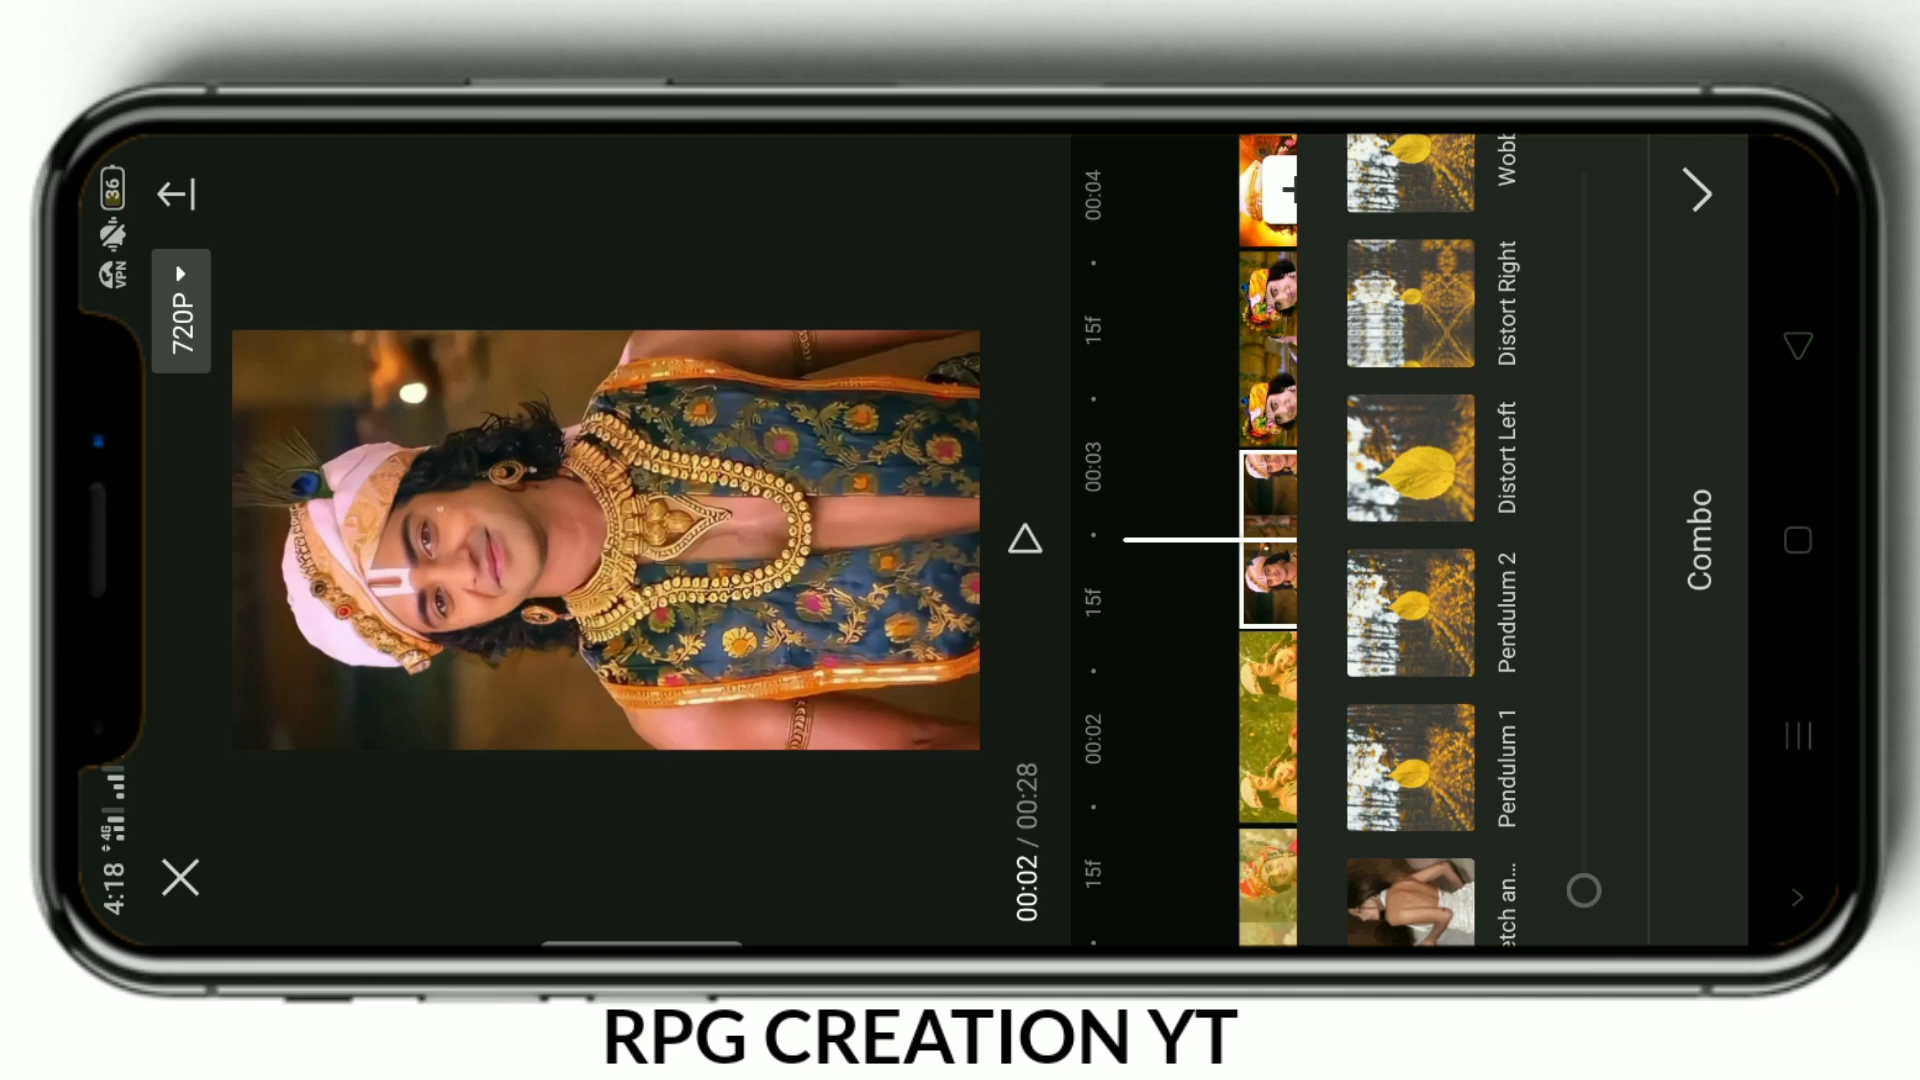 4:18
4G
VPN
36
720P
00:02 / 00:28
15f
00:02
15f
00:03
15f
00:04
etch an...
Pendulum 1
Pendulum 2
Distort Left
Distort Right
Wobb
Combo
RPG CREATION YT